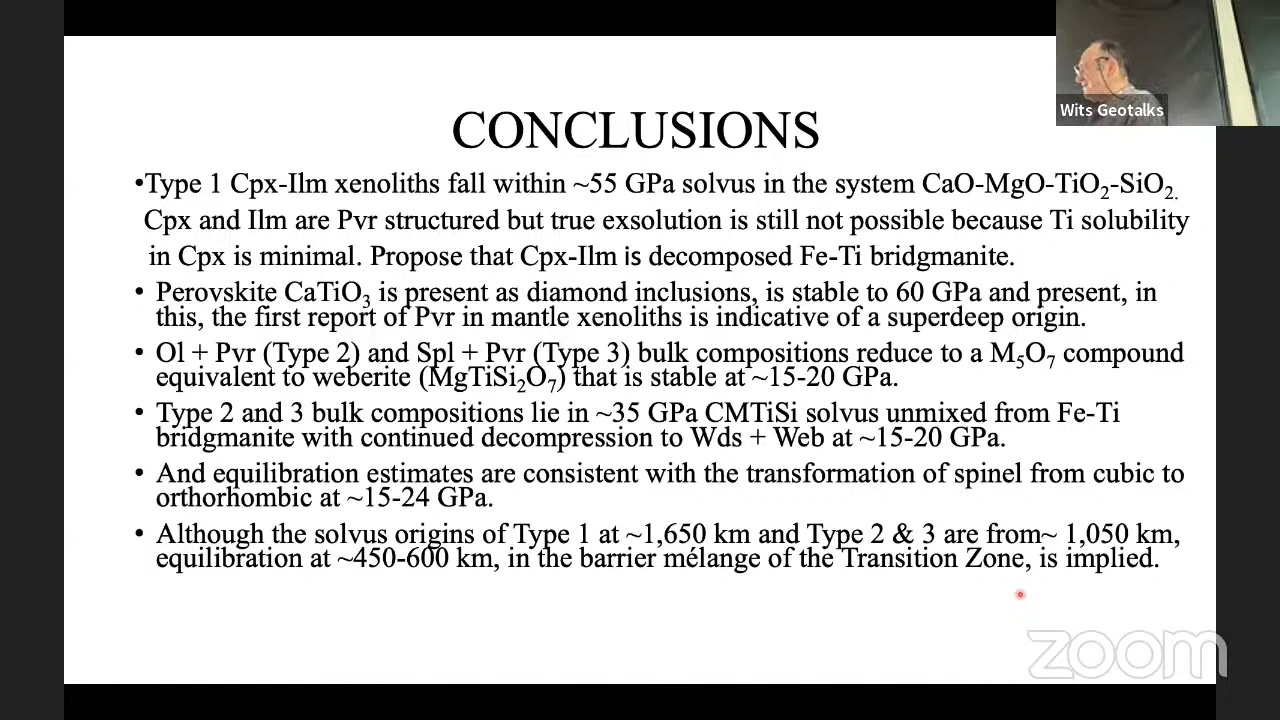 Wits Geotalks
CONCLUSIONS
•Type 1 Cpx-Ilm xenoliths fall within ~55 GPa solvus in the system CaO-MgO-TiO₂-SiO₂.
Cpx and Ilm are Pvr structured but true exsolution is still not possible because Ti solubility
in Cpx is minimal. Propose that Cpx-Ilm is decomposed Fe-Ti bridgmanite.
• Perovskite CaTiO₃ is present as diamond inclusions, is stable to 60 GPa and present, in
this, the first report of Pvr in mantle xenoliths is indicative of a superdeep origin.
• Ol + Pvr (Type 2) and Spl + Pvr (Type 3) bulk compositions reduce to a M₅O₇ compound
equivalent to weberite (MgTiSi₂O₇) that is stable at ~15-20 GPa.
• Type 2 and 3 bulk compositions lie in ~35 GPa CMTiSi solvus unmixed from Fe-Ti
bridgmanite with continued decompression to Wds + Web at ~15-20 GPa.
• And equilibration estimates are consistent with the transformation of spinel from cubic to
orthorhombic at ~15-24 GPa.
• Although the solvus origins of Type 1 at ~1,650 km and Type 2 & 3 are from~ 1,050 km,
equilibration at ~450-600 km, in the barrier mélange of the Transition Zone, is implied.
zoom